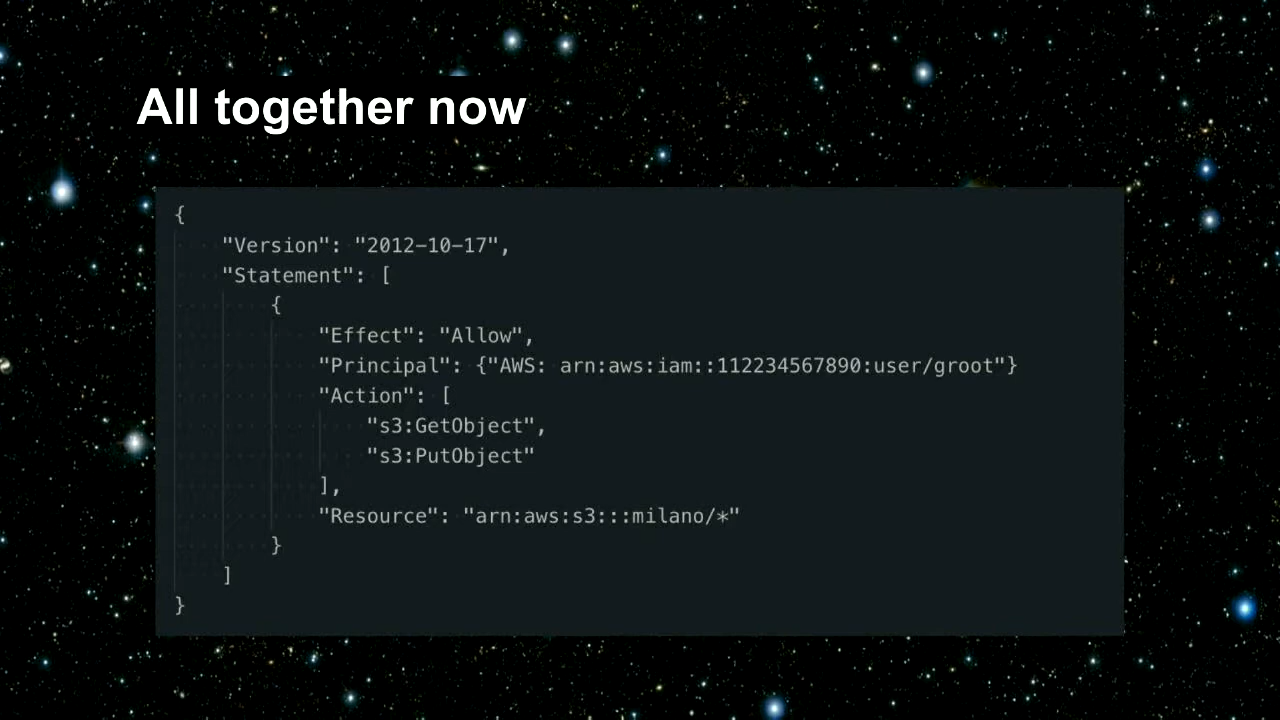 All together now
{
"Version": "2012-10-17",
"Statement": [
{
"Effect": "Allow",
"Principal": {"AWS: arn:aws:iam::112234567890:user/groot"}
"Action": [
"s3:GetObject",
"s3:PutObject"
],
"Resource": "arn:aws:s3:::milano/*"
}
]
}